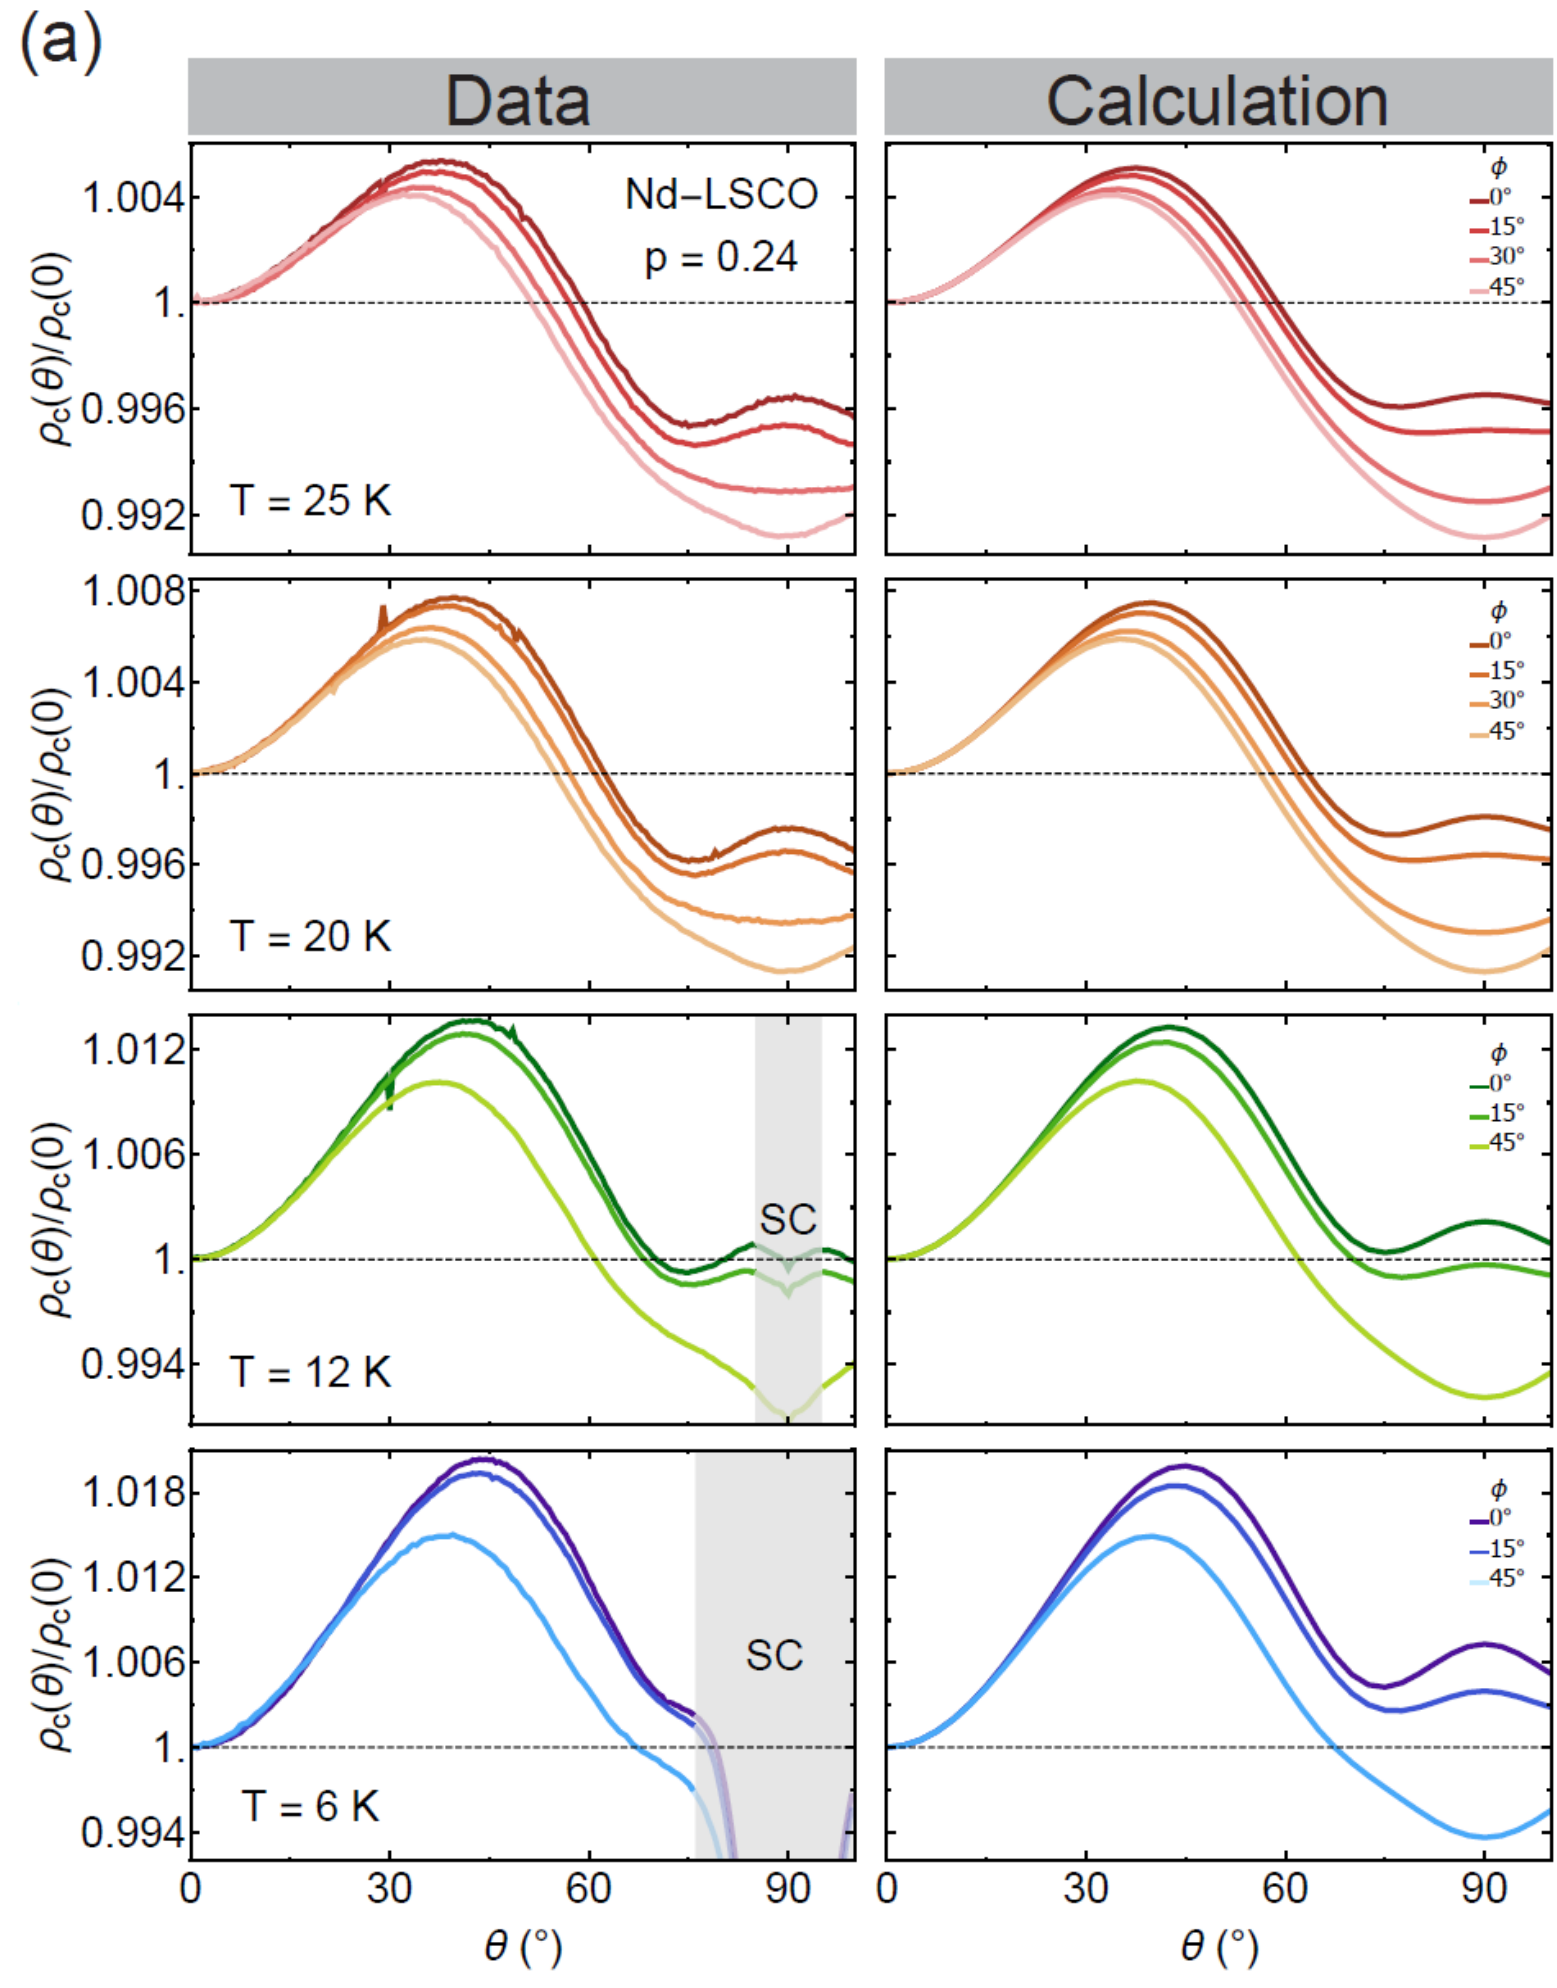 (a)
Data
Calculation
Nd–LSCO
p = 0.24
T = 25 K
ρc(θ)/ρc(0)
1.004
1.
0.996
0.992
ϕ
0°
15°
30°
45°
T = 20 K
ρc(θ)/ρc(0)
1.008
1.004
1.
0.996
0.992
ϕ
0°
15°
30°
45°
T = 12 K
SC
ρc(θ)/ρc(0)
1.012
1.006
1.
0.994
ϕ
0°
15°
45°
T = 6 K
SC
ρc(θ)/ρc(0)
1.018
1.012
1.006
1.
0.994
ϕ
0°
15°
45°
0 30 60 90
0 30 60 90
θ (°)
θ (°)